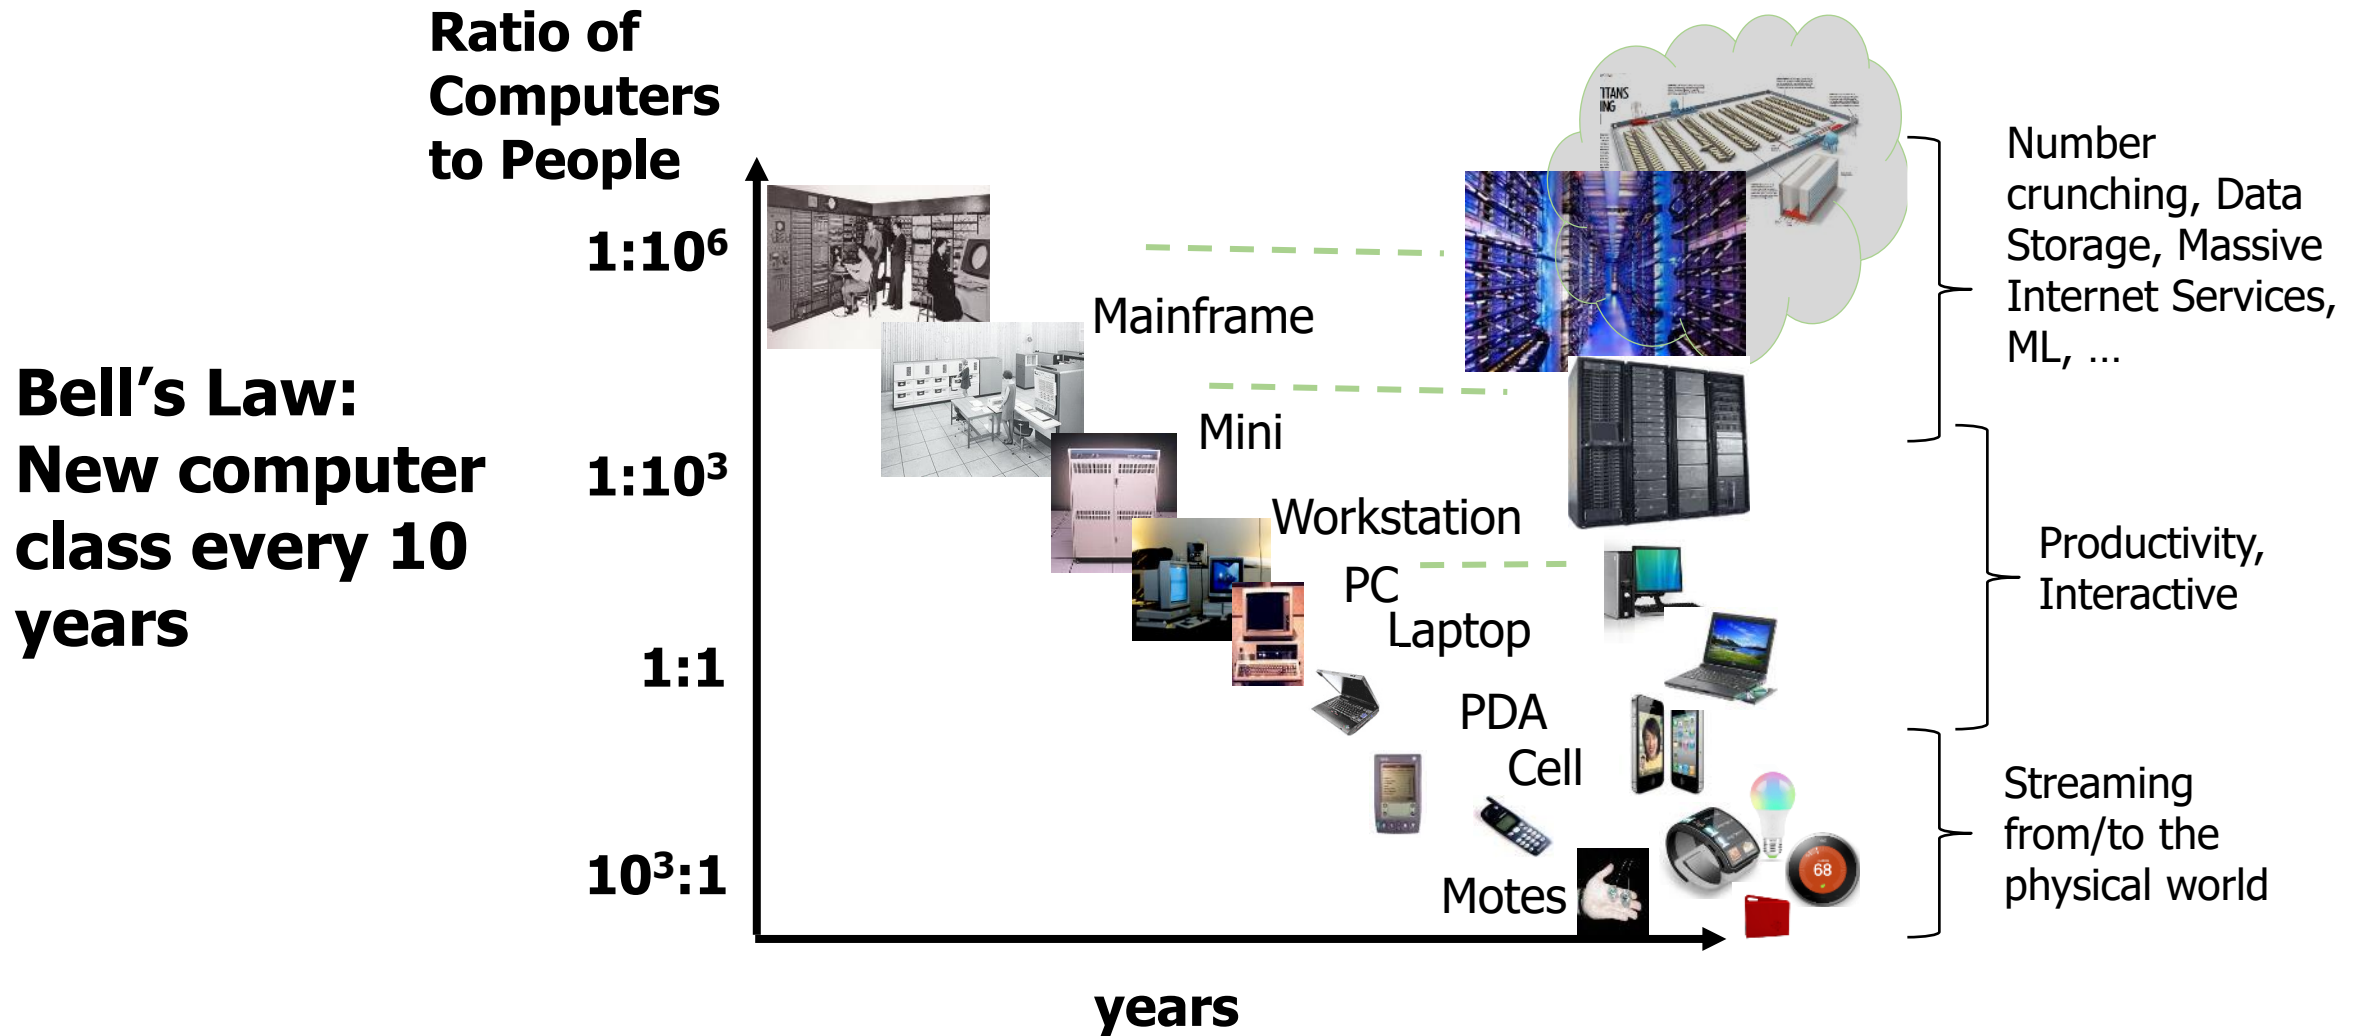 Ratio of
Computers
to People
1:10⁶
1:10³
1:1
10³:1
Bell’s Law:
New computer
class every 10
years
Mainframe
Mini
Workstation
PC
Laptop
PDA
Cell
Motes
years
TITANS
68
Number
crunching, Data
Storage, Massive
Internet Services,
ML, …
Productivity,
Interactive
Streaming
from/to the
physical world